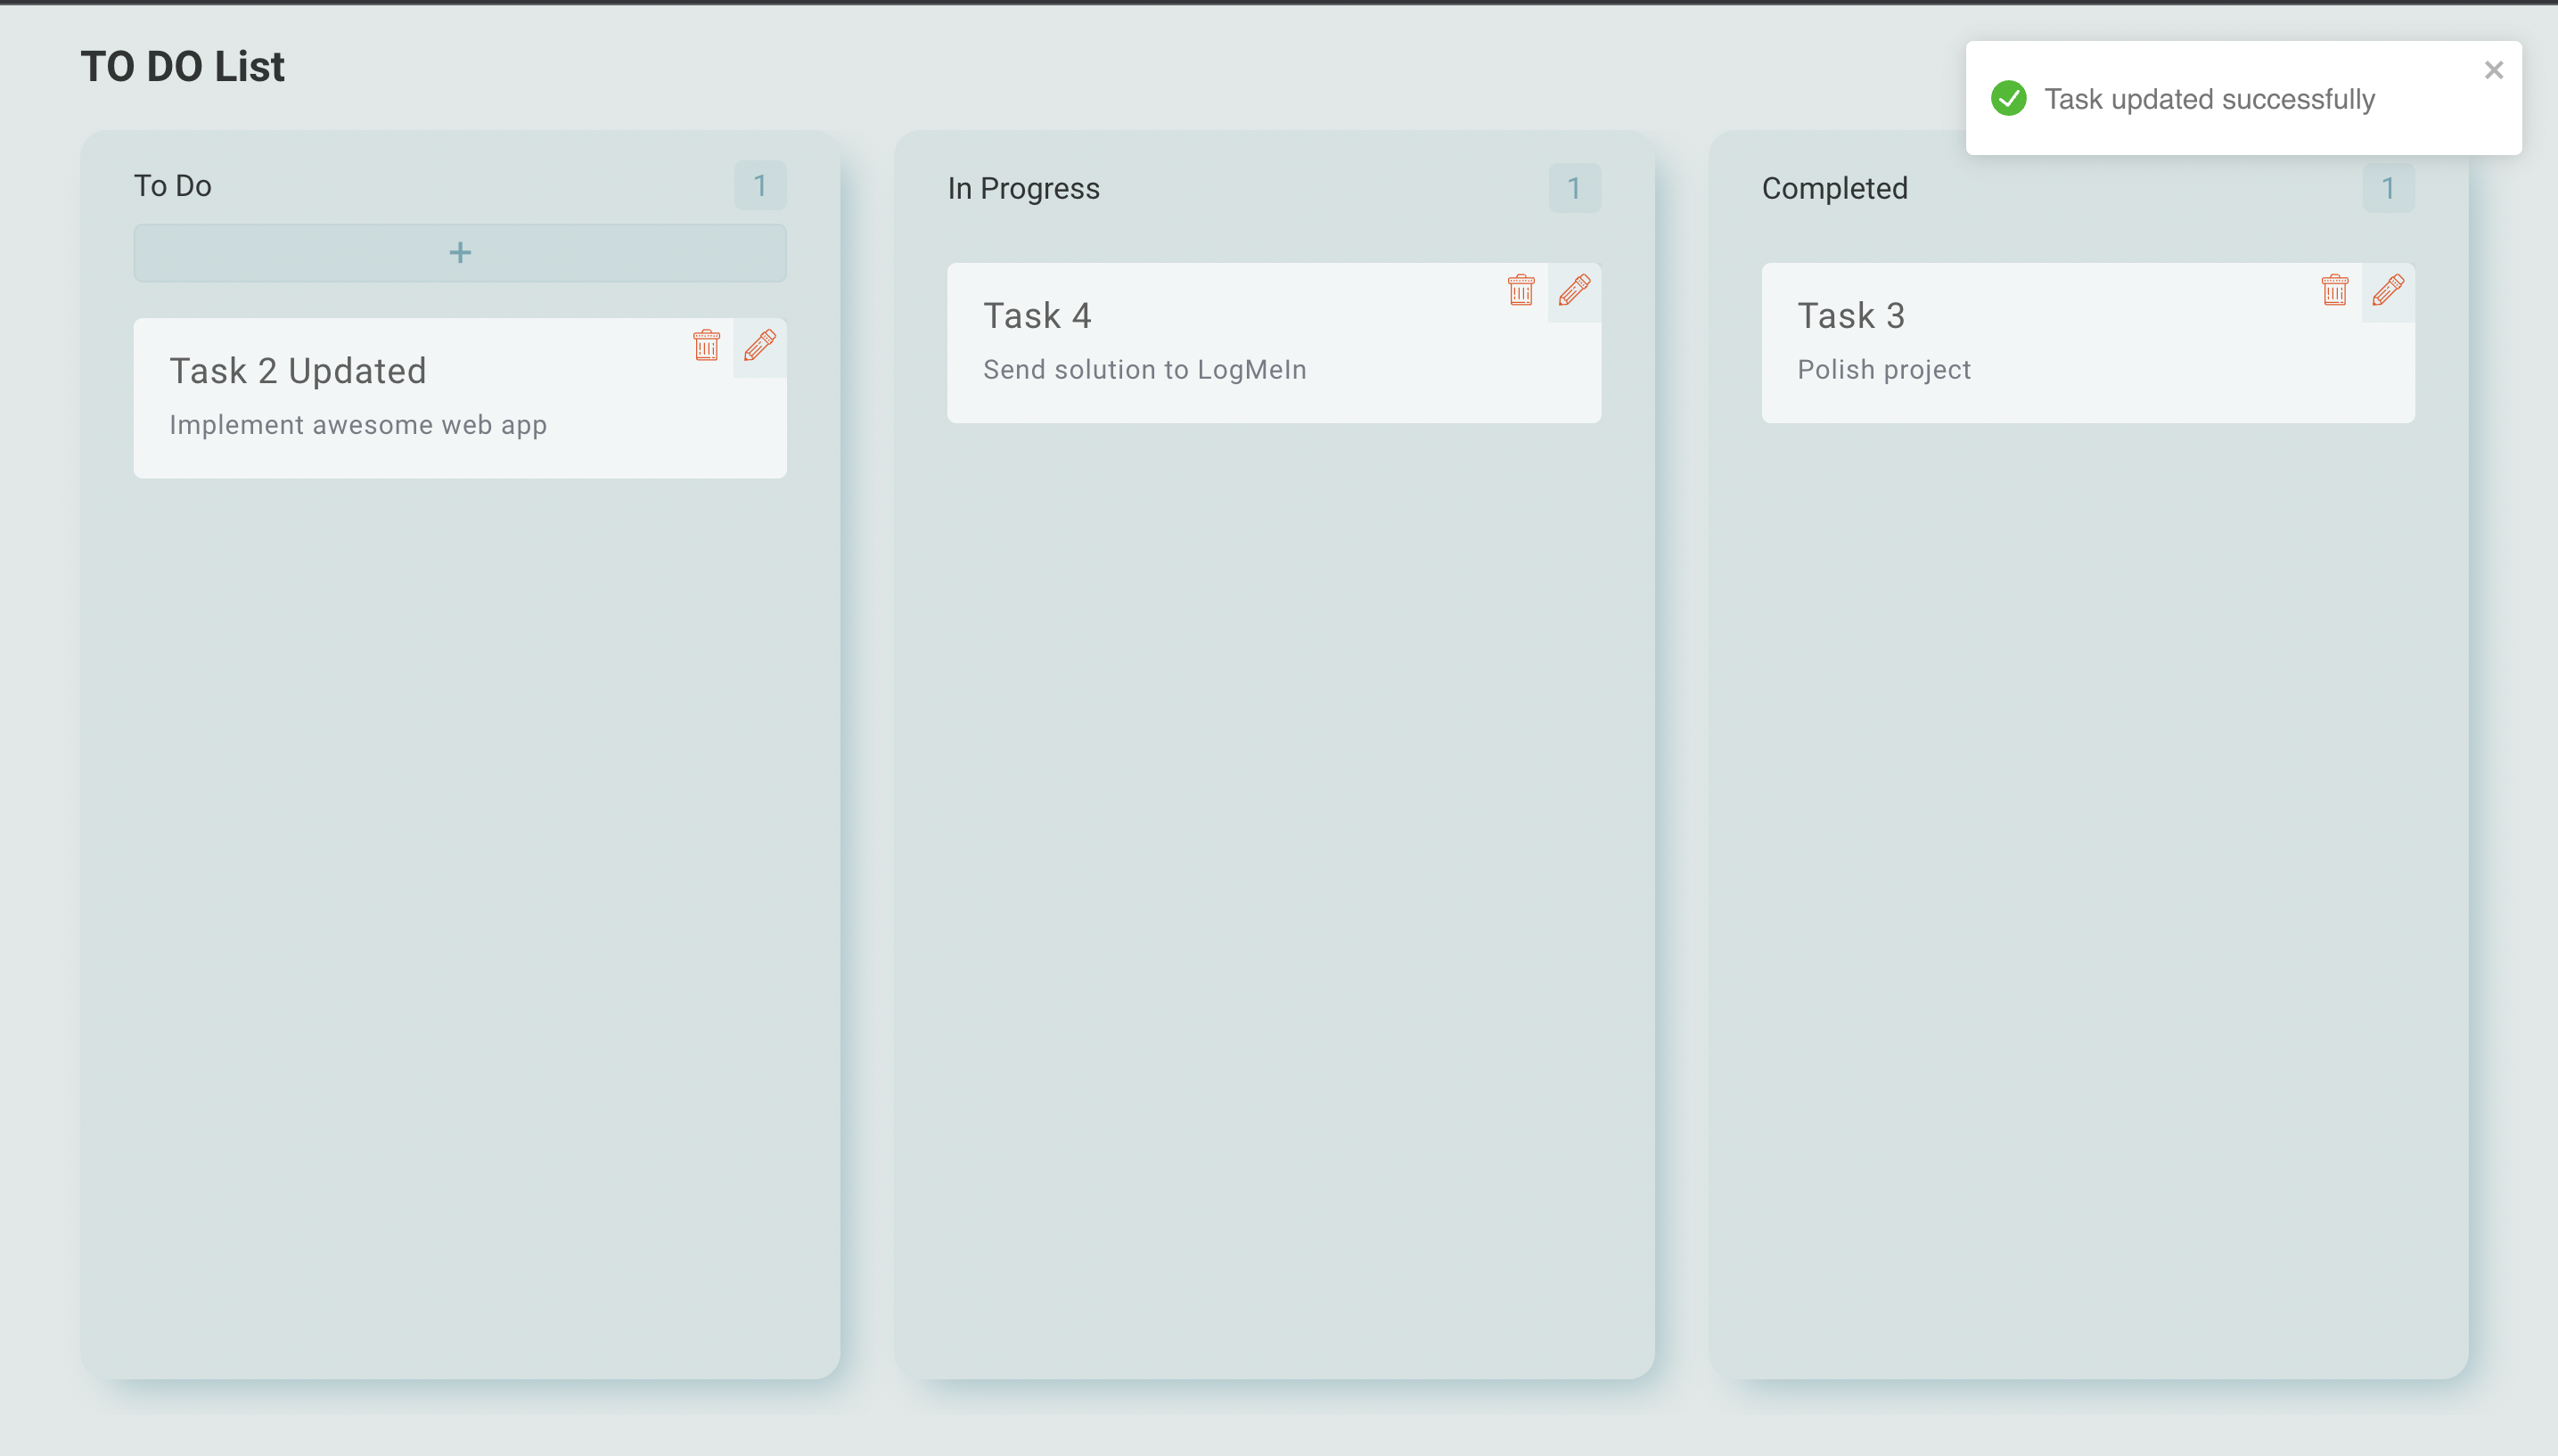 TO DO List
Task updated successfully
To Do
1
+
Task 2 Updated
Implement awesome web app
In Progress
1
Task 4
Send solution to LogMeIn
Completed
1
Task 3
Polish project